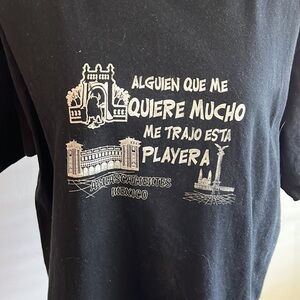 ALGUIEN QUE ME
QUIERE MUCHO
ME TRAJO ESTA
PLAYERA
AGUASCALIENTES
MEXICO